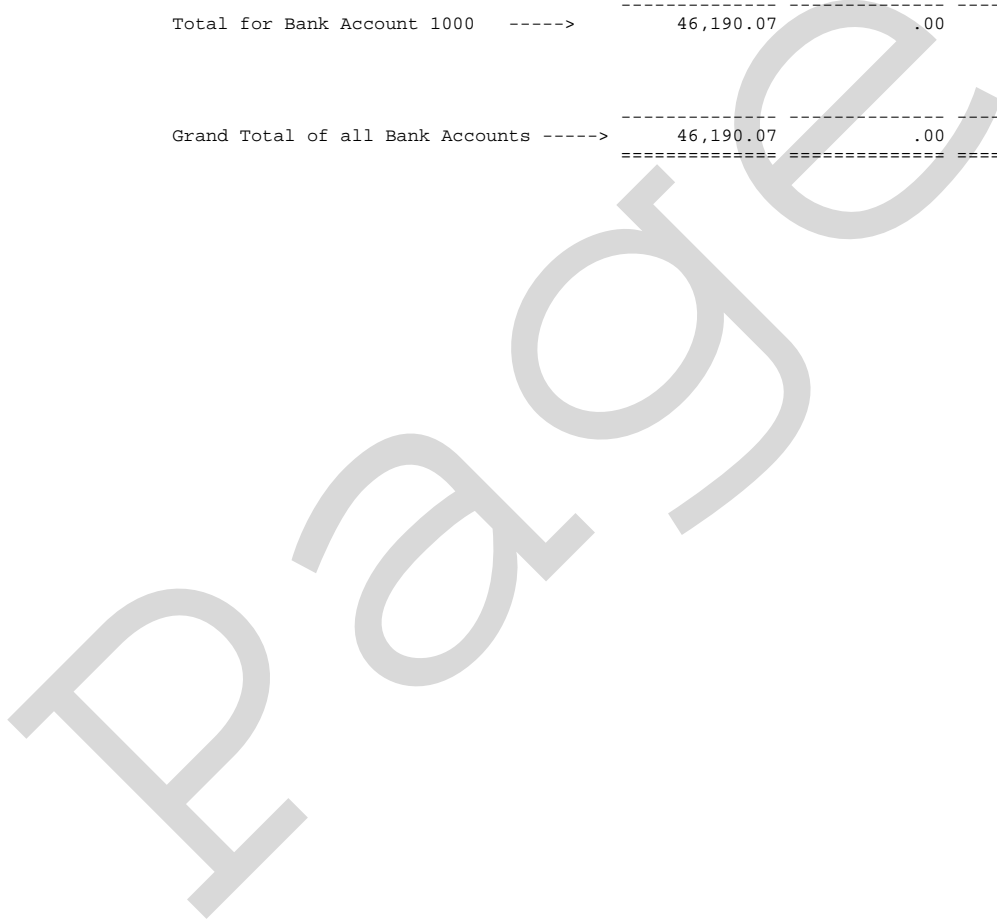 -------------- -------------- ----
Total for Bank Account 1000   ----->         46,190.07            .00
-------------- -------------- ----
Grand Total of all Bank Accounts ----->      46,190.07            .00
============== ============== ====
Page